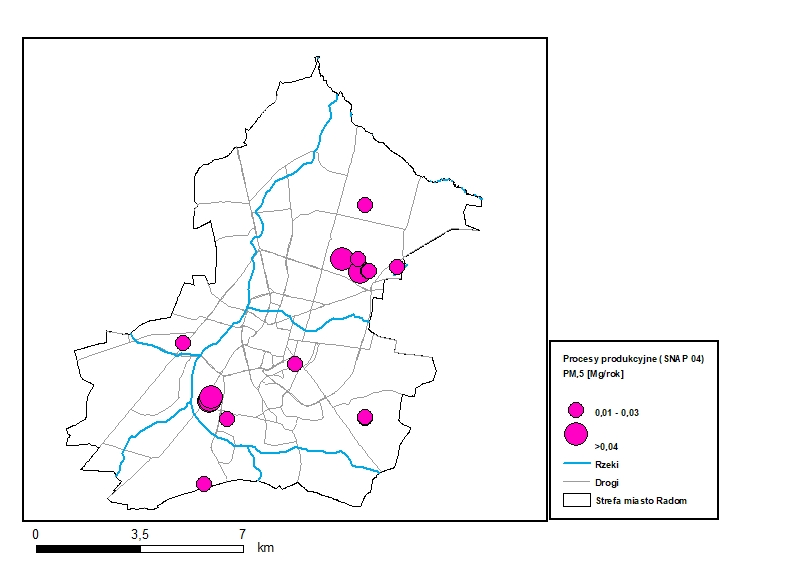 Procesy produkcyjne (SNAP 04)
PM,5 [Mg/rok]
0,01 - 0,03
>0,04
Rzeki
Drogi
Strefa miasto Radom
0 3,5 7
km